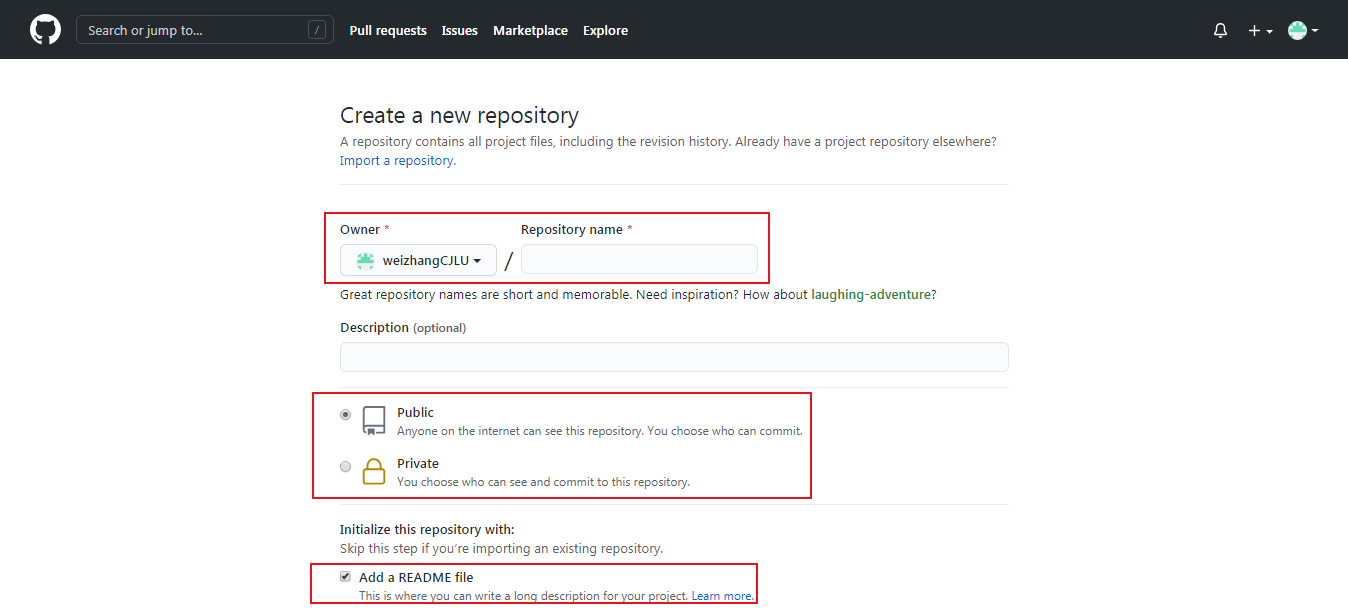 Search or jump to... / Pull requests Issues Marketplace Explore
Create a new repository
A repository contains all project files, including the revision history. Already have a project repository elsewhere?
Import a repository.
Owner * Repository name *
weizhangCJLU /
Great repository names are short and memorable. Need inspiration? How about laughing-adventure?
Description (optional)
Public
Anyone on the internet can see this repository. You choose who can commit.
Private
You choose who can see and commit to this repository.
Initialize this repository with:
Skip this step if you're importing an existing repository.
Add a README file
This is where you can write a long description for your project. Learn more.